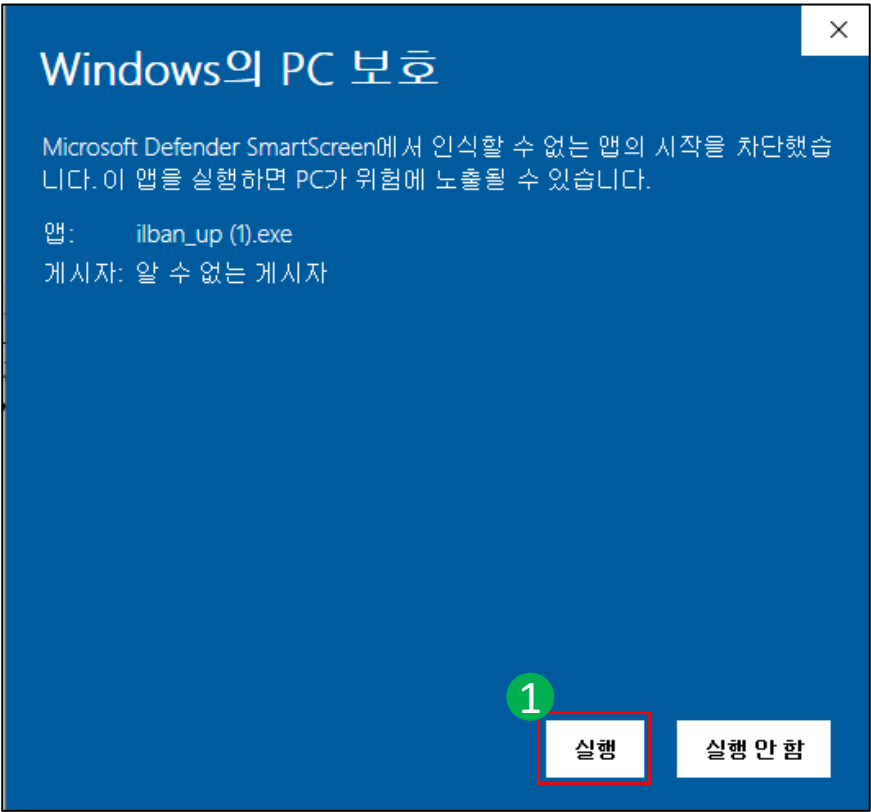 Windows의 PC 보호
Microsoft Defender SmartScreen에서 인식할 수 없는 앱의 시작을 차단했습
니다. 이 앱을 실행하면 PC가 위험에 노출될 수 있습니다.
앱: ilban_up (1).exe
게시자: 알 수 없는 게시자
1
실행 실행 안 함